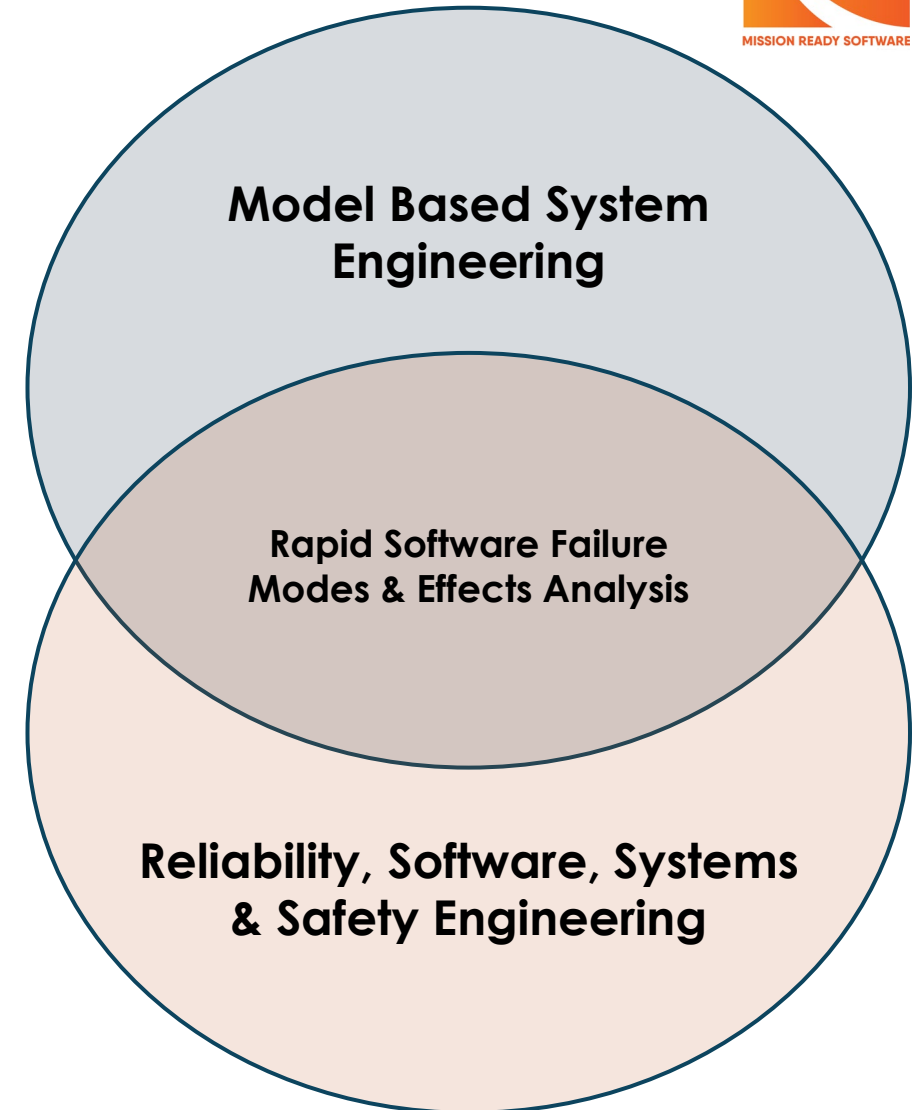 MISSION READY SOFTWARE
Model Based System
Engineering
Rapid Software Failure
Modes & Effects Analysis
Reliability, Software, Systems
& Safety Engineering